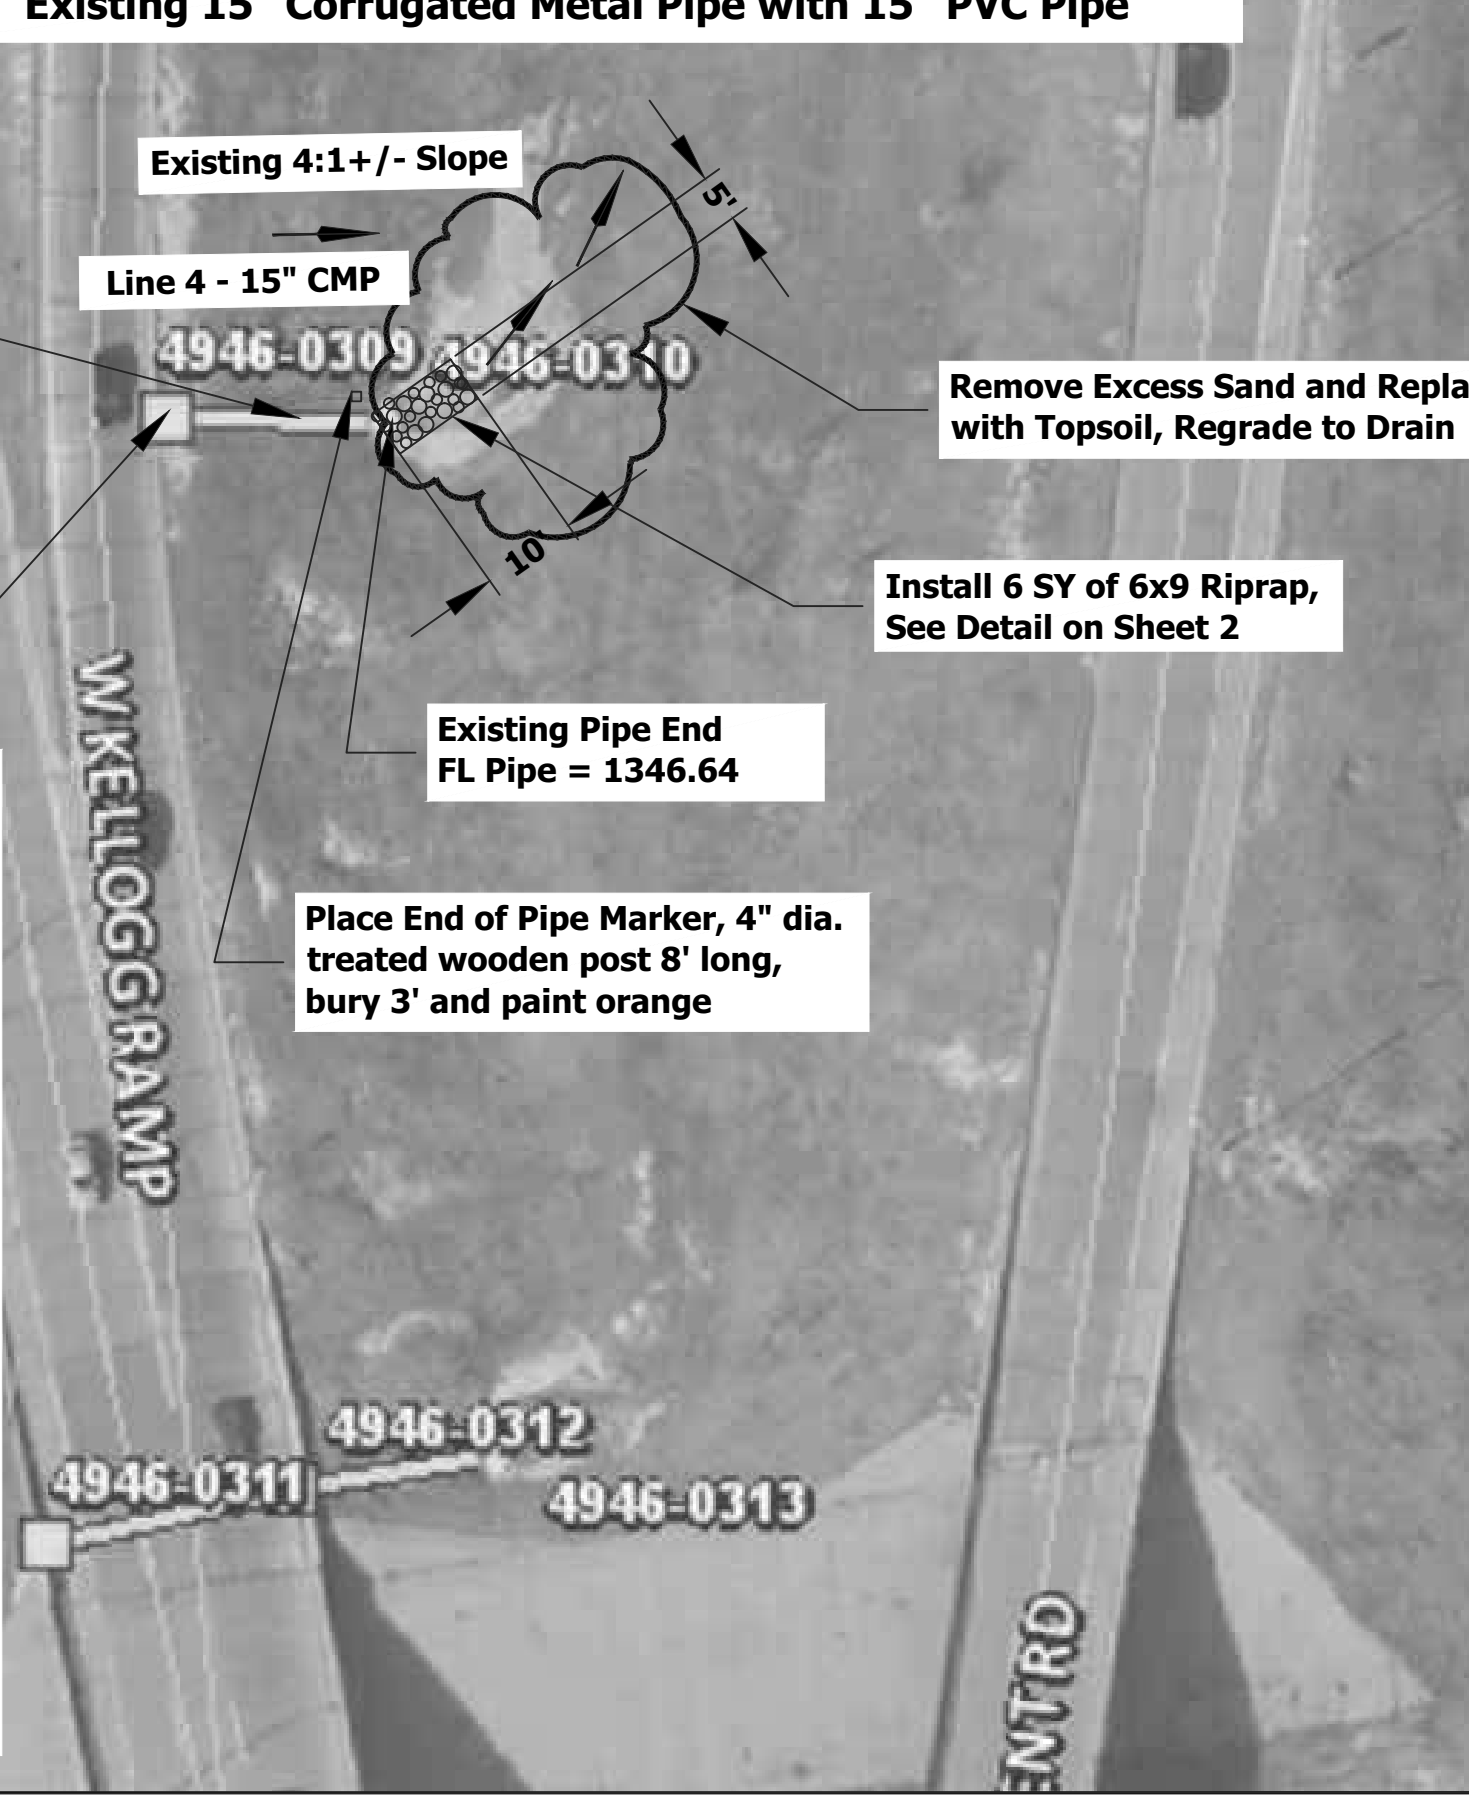 Existing 15" Corrugated Metal Pipe with 15" PVC Pipe
Existing 4:1+/- Slope
5'
Line 4 - 15" CMP
4946-0309
4946-0310
Remove Excess Sand and Repla
with Topsoil, Regrade to Drain
10'
Install 6 SY of 6x9 Riprap,
See Detail on Sheet 2
W KELLOGG RAMP
Existing Pipe End
FL Pipe = 1346.64
Place End of Pipe Marker, 4" dia.
treated wooden post 8' long,
bury 3' and paint orange
4946-0312
4946-0311
4946-0313
ENT RD